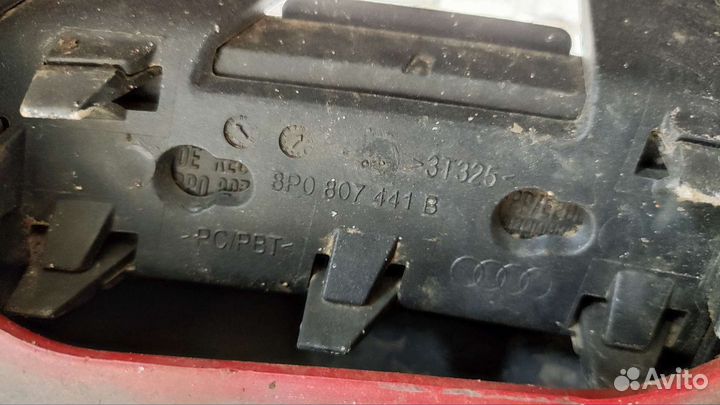 >3T325<
8P0 807 441 B
>PC/PBT<
Avito